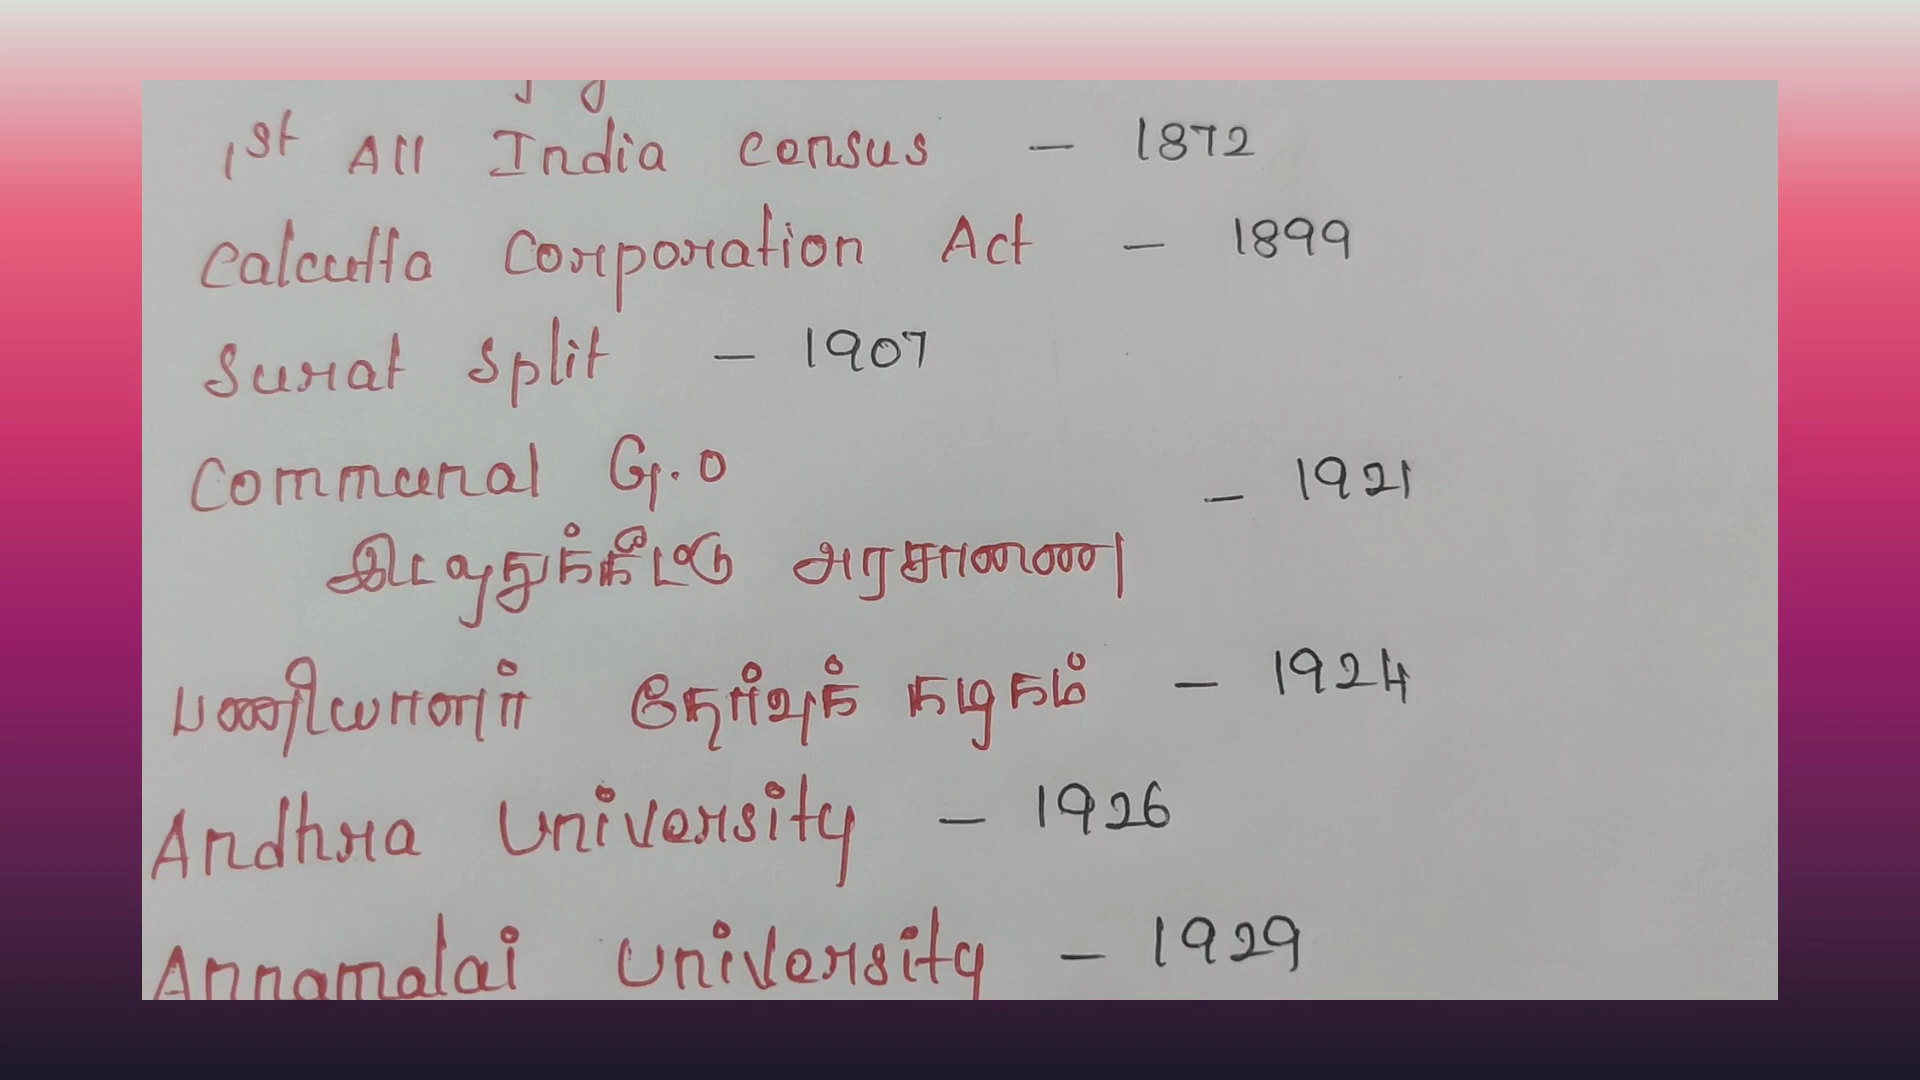 1st All India census - 1872
Calcutta Corporation Act - 1899
Surat Split - 1907
Communal G.O - 1921
இடஒதுக்கீட்டு அரசாணை
பணியாளர் தேர்வுக் கழகம் - 1924
Andhra University - 1926
Annamalai University - 1929